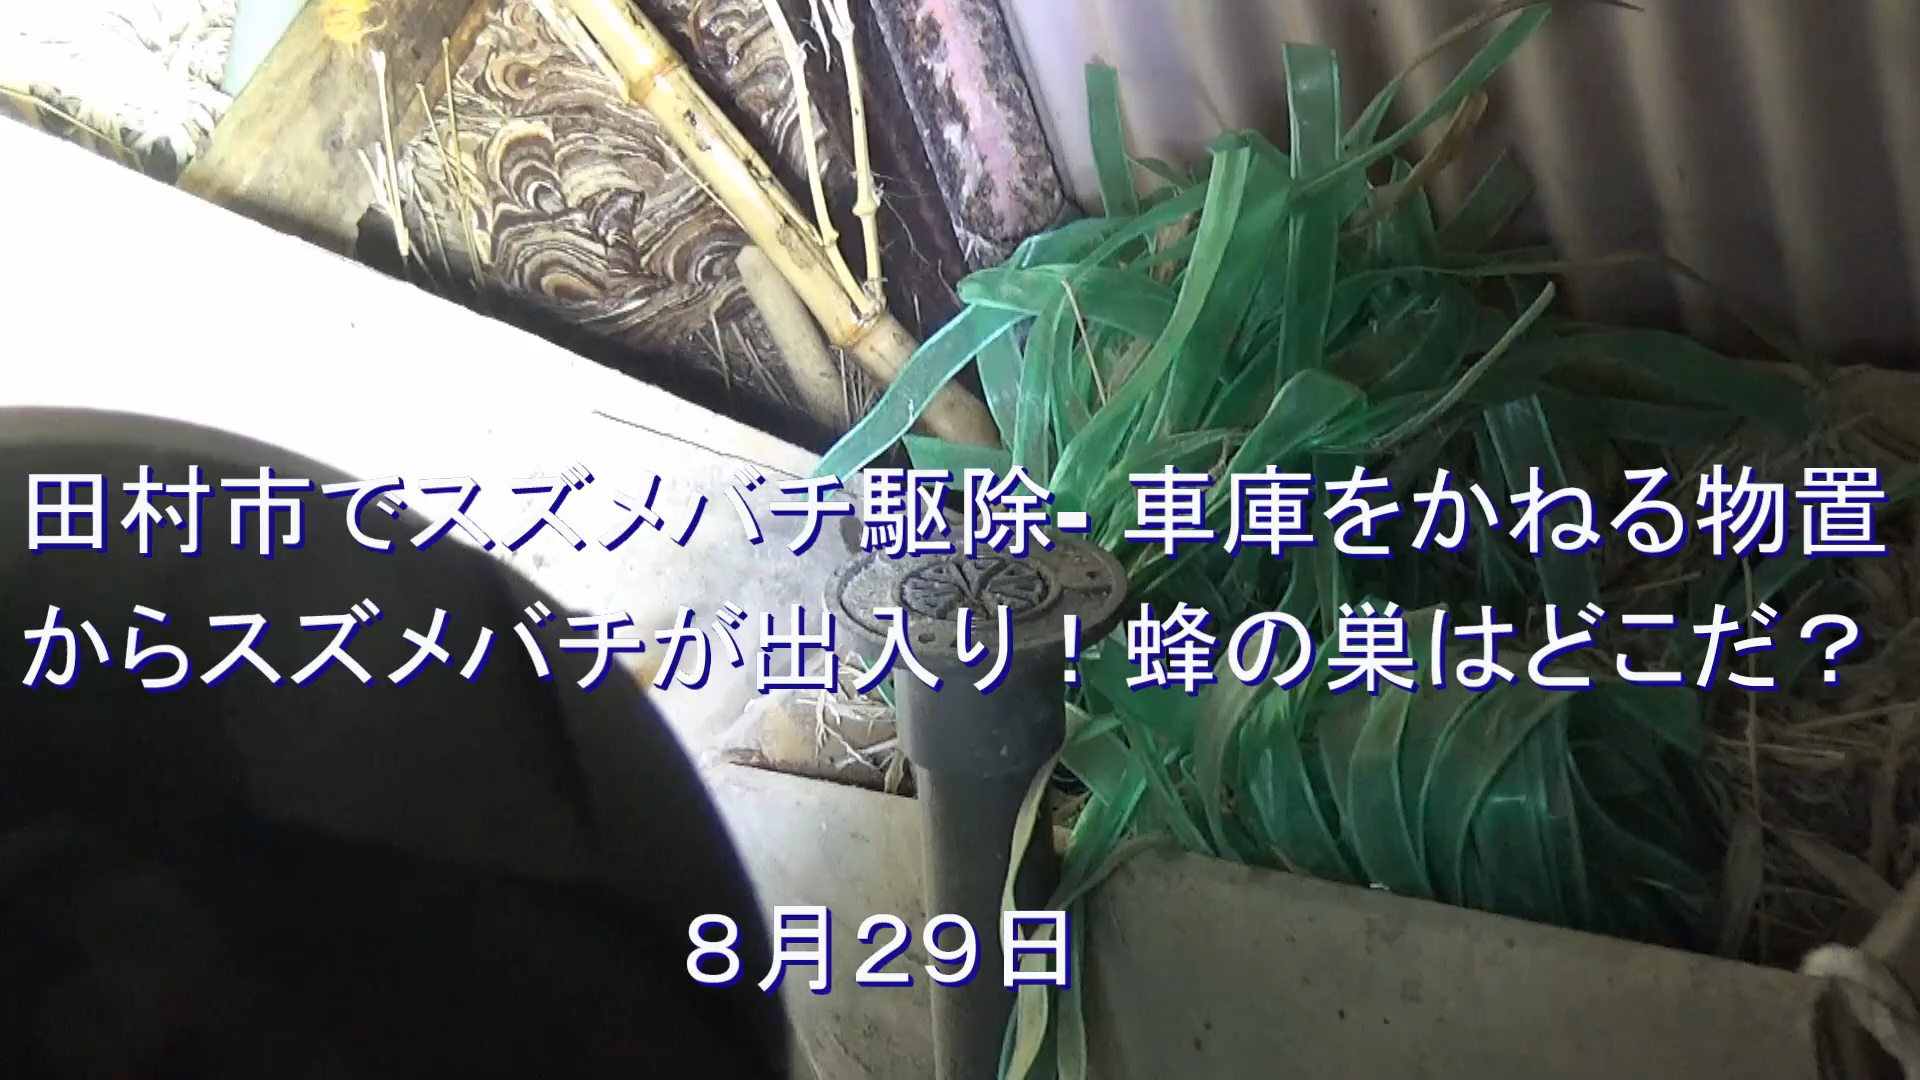 田村市でスズメバチ駆除- 車庫をかねる物置
からスズメバチが出入り！蜂の巣はどこだ？
８月２９日